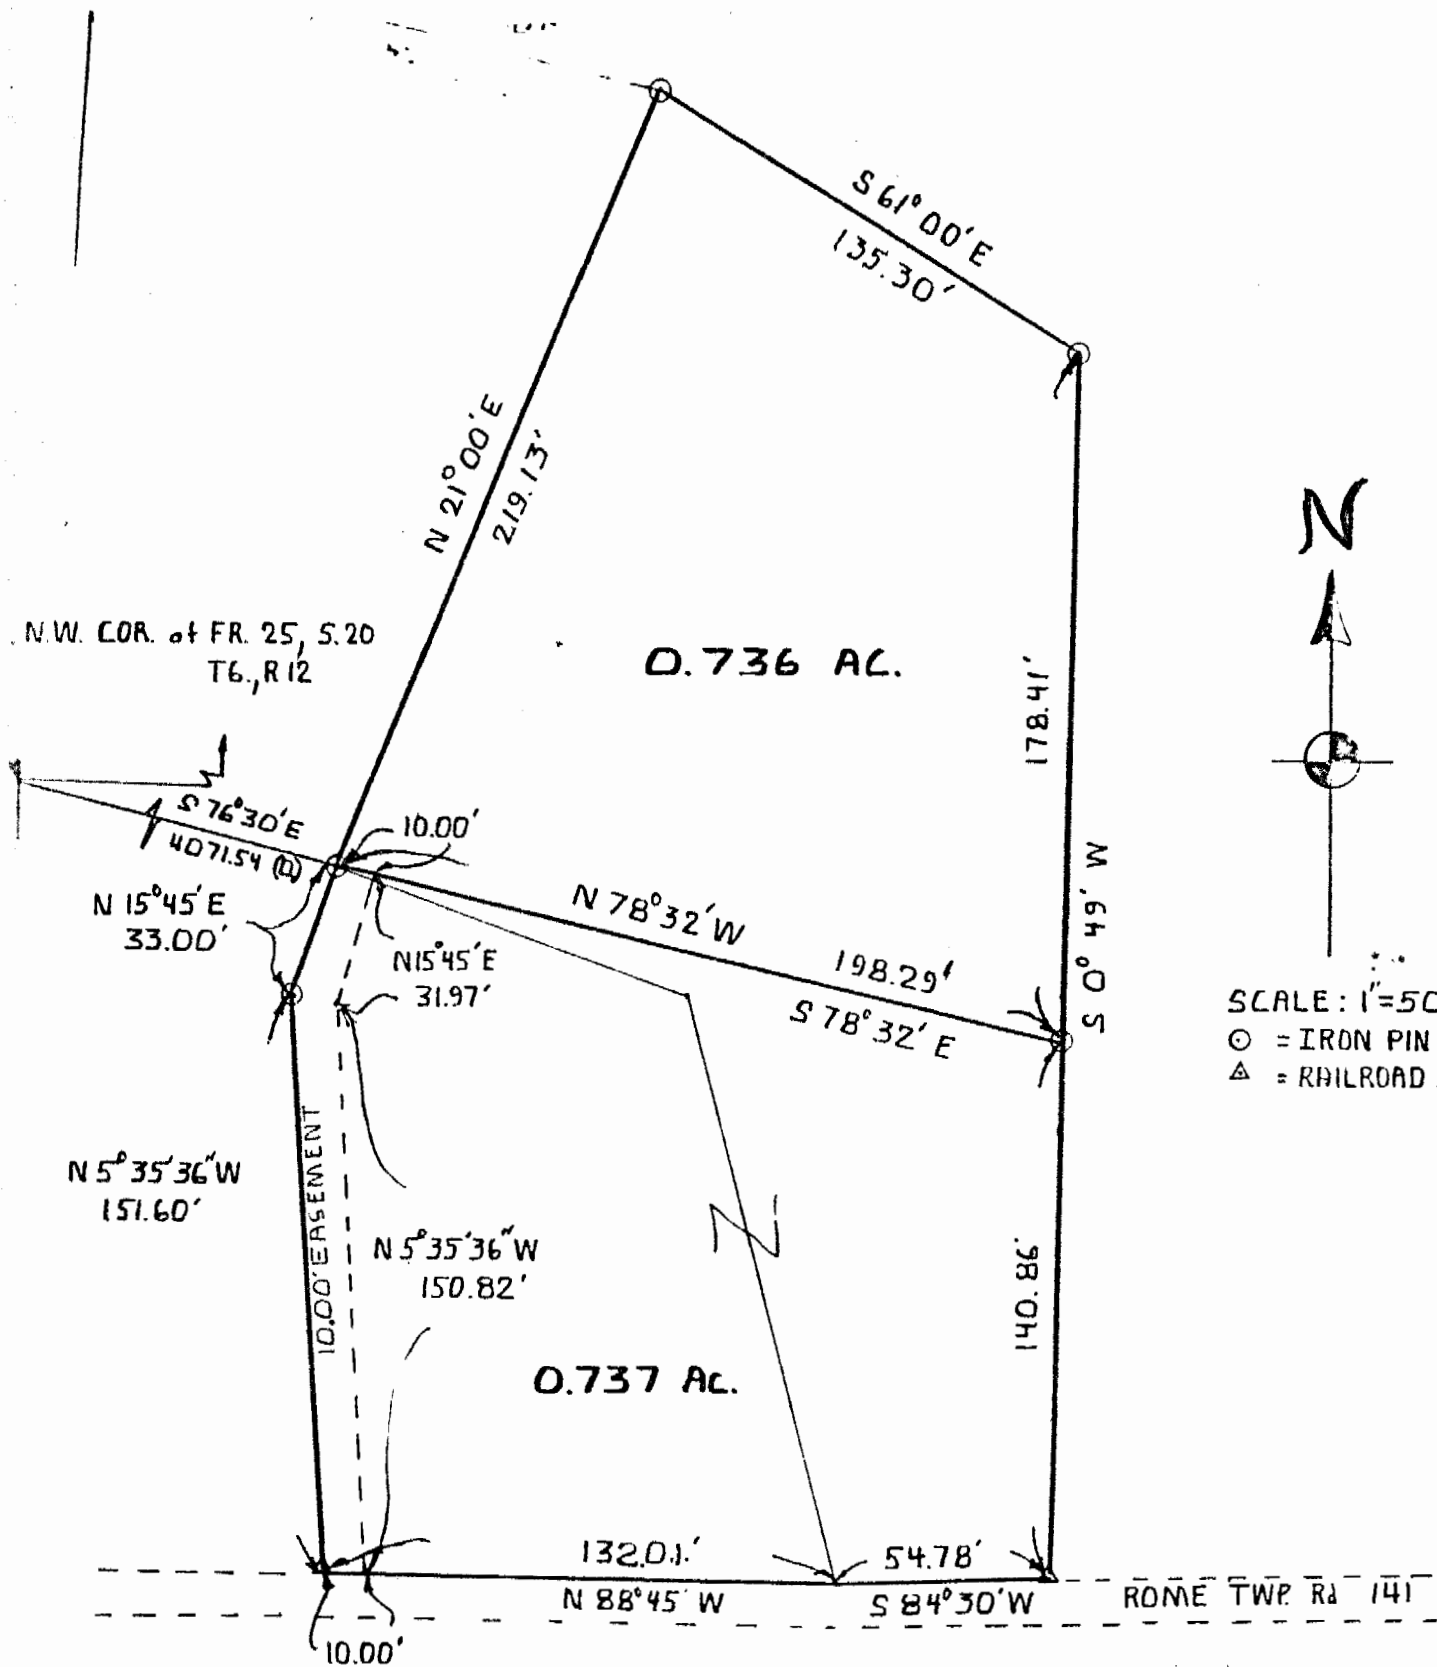 S 61° 00' E
135.30'
N 21° 00' E
219.13'
N
N.W. COR. of FR. 25, S.20
T6., R 12
0.736 AC.
178.41'
S 76° 30' E
4071.54 (D)
10.00'
N 15° 45' E
33.00'
N 78° 32' W
198.29'
S 78° 32' E
S 0° 49' W
N 15° 45' E
31.97'
SCALE: 1"=50
⊙ = IRON PIN
△ = RAILROAD
10.00' EASEMENT
N 5° 35' 36" W
151.60'
N 5° 35' 36" W
150.82'
140.86'
0.737 AC.
132.01'
54.78'
N 88° 45' W
S 84° 30' W
ROME TWP. Rd 141
10.00'